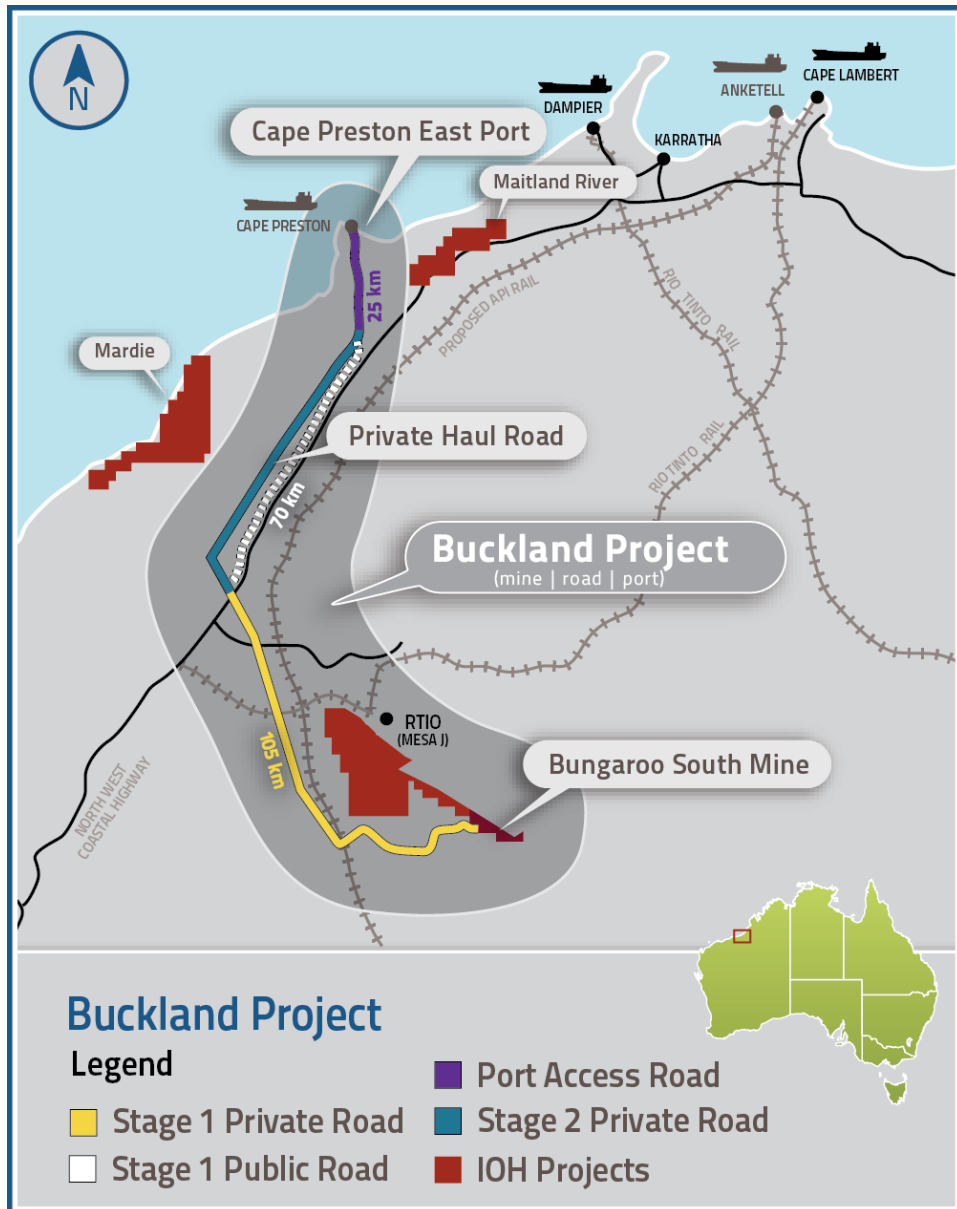 N
DAMPIER
ANKETELL
CAPE LAMBERT
Cape Preston East Port
KARRATHA
Maitland River
CAPE PRESTON
25 km
PROPOSED API RAIL
RIO TINTO RAIL
Mardie
Private Haul Road
70 km
RIO TINTO RAIL
Buckland Project
(mine | road | port)
RTIO
(MESA J)
105 km
Bungaroo South Mine
NORTH WEST
COASTAL HIGHWAY
Buckland Project
Legend
Port Access Road
Stage 1 Private Road
Stage 2 Private Road
Stage 1 Public Road
IOH Projects